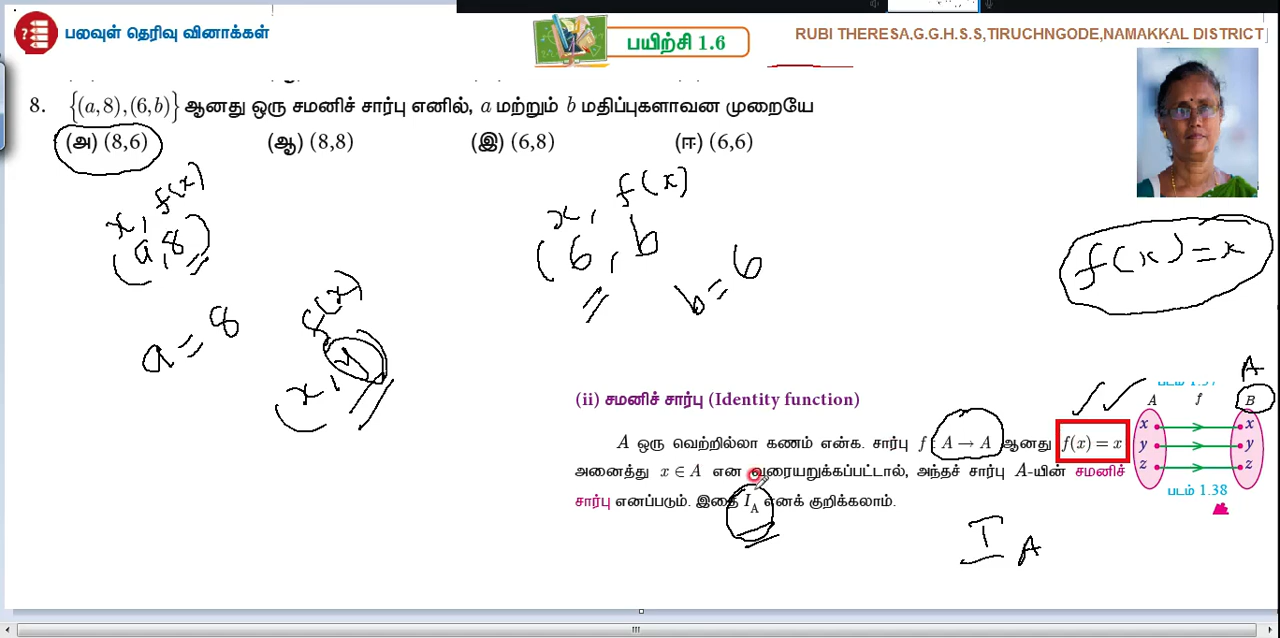 பலவுள் தெரிவு வினாக்கள்
பயிற்சி 1.6
RUBI THERESA.G.G.H.S.S,TIRUCHNGODE,NAMAKKAL DISTRICT
8. {(a,8),(6,b)} ஆனது ஒரு சமனிச் சார்பு எனில், a மற்றும் b மதிப்புகளாவன முறையே
(அ) (8,6) (ஆ) (8,8) (இ) (6,8) (ஈ) (6,6)
x, f(x)
(a,8)
a = 8
f(x)
(x, y)
x, f(x)
(6, b
b = 6
f(x) = x
(ii) சமனிச் சார்பு (Identity function)
A ஒரு வெற்றில்லா கணம் என்க. சார்பு f : A → A ஆனது f(x) = x
அனைத்து x ∈ A என வரையறுக்கப்பட்டால், அந்தச் சார்பு A-யின் சமனிச்
சார்பு எனப்படும். இதை I_A எனக் குறிக்கலாம்.
I A
A
A f B
x x
y y
z z
படம் 1.38